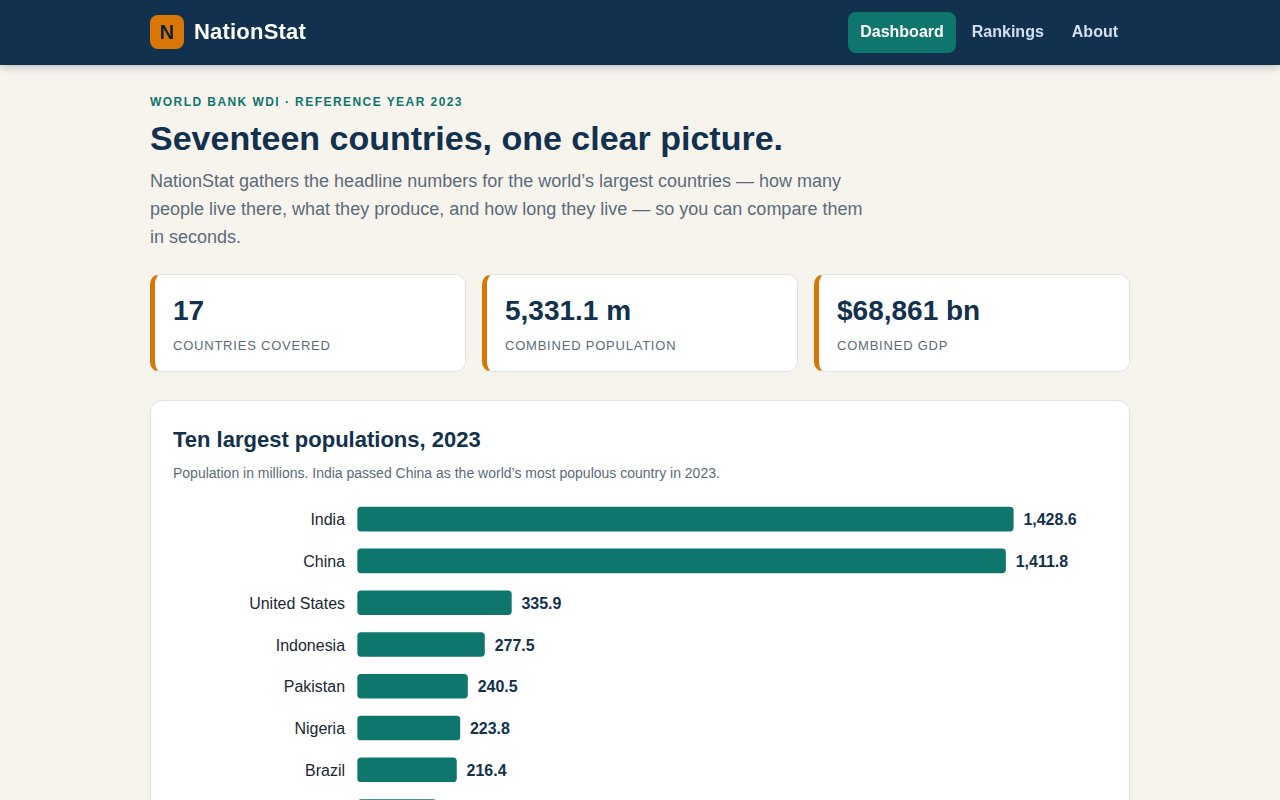 N NationStat
Dashboard Rankings About
WORLD BANK WDI · REFERENCE YEAR 2023
Seventeen countries, one clear picture.
NationStat gathers the headline numbers for the world’s largest countries — how many
people live there, what they produce, and how long they live — so you can compare them
in seconds.
17
COUNTRIES COVERED
5,331.1 m
COMBINED POPULATION
$68,861 bn
COMBINED GDP
Ten largest populations, 2023
Population in millions. India passed China as the world’s most populous country in 2023.
India 1,428.6
China 1,411.8
United States 335.9
Indonesia 277.5
Pakistan 240.5
Nigeria 223.8
Brazil 216.4